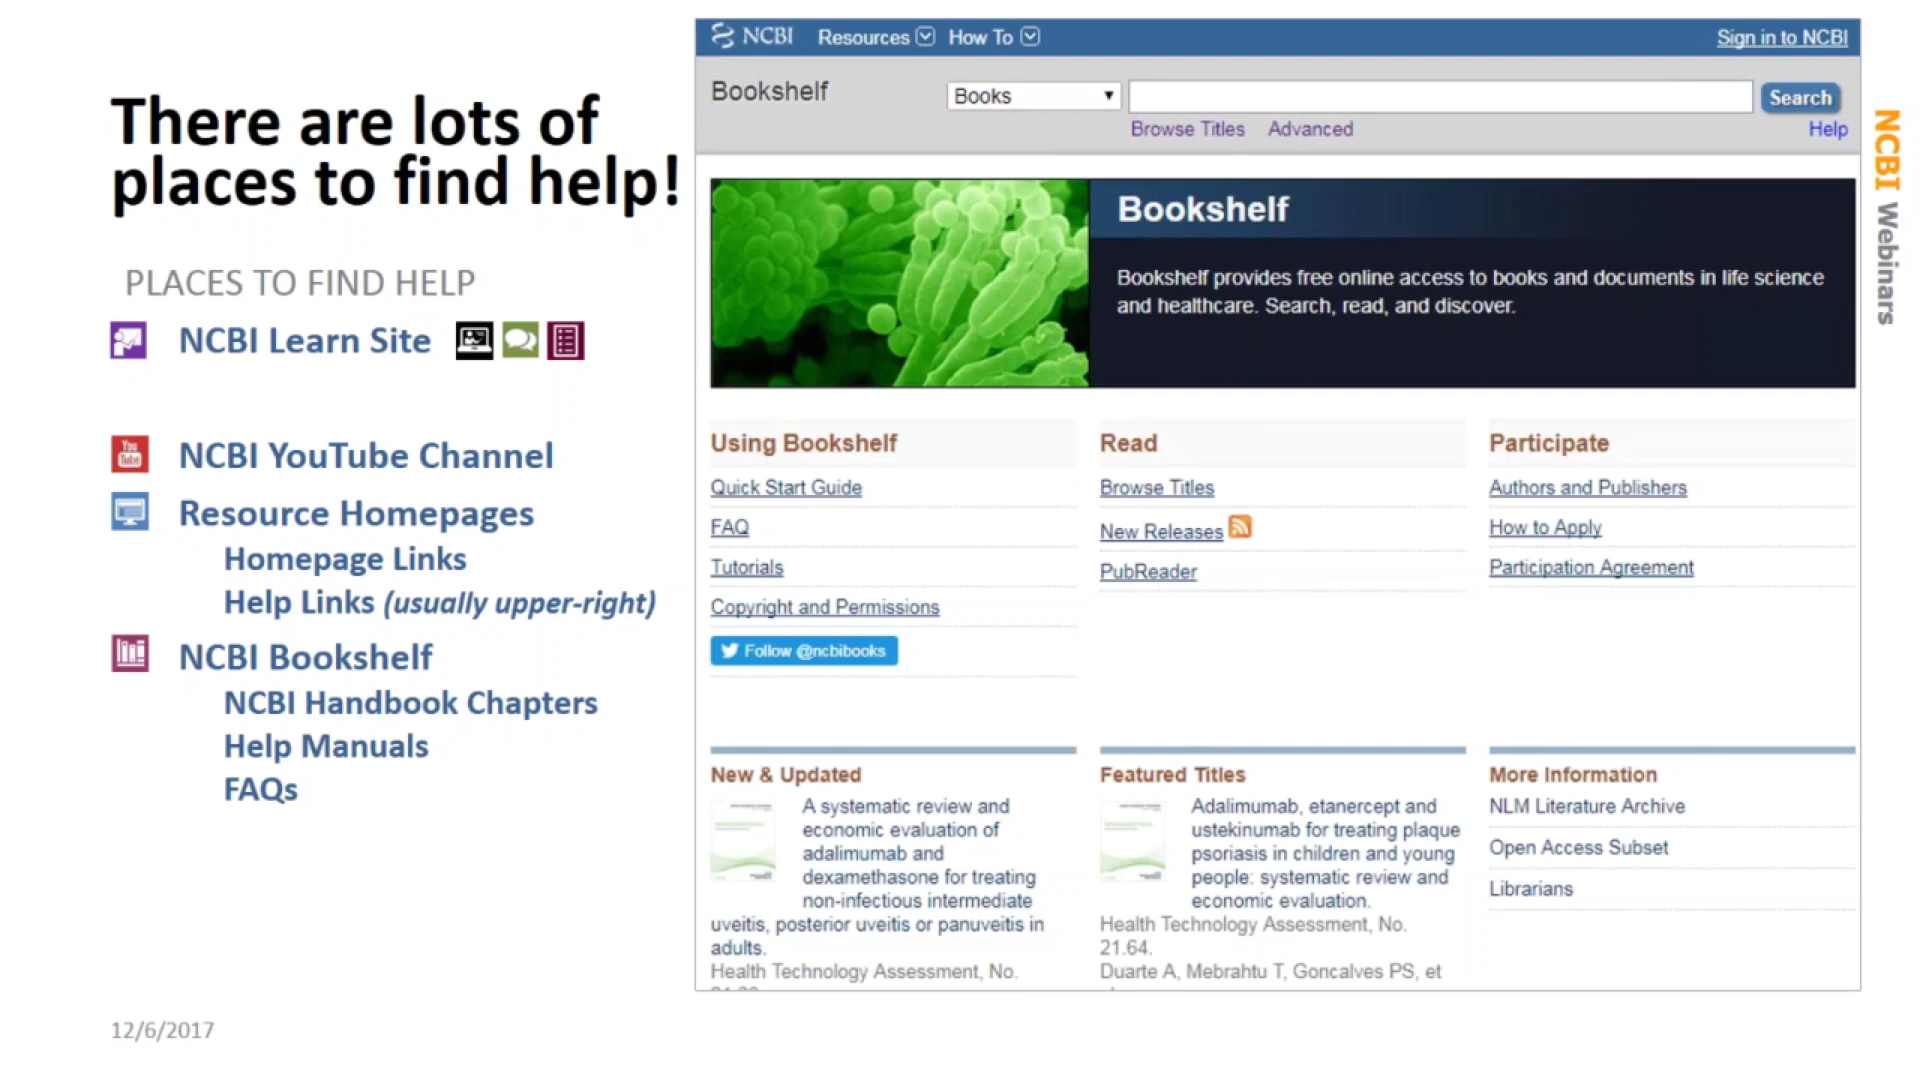 There are lots of
places to find help!
PLACES TO FIND HELP
NCBI Learn Site
You
Tube
NCBI YouTube Channel
Resource Homepages
Homepage Links
Help Links (usually upper-right)
NCBI Bookshelf
NCBI Handbook Chapters
Help Manuals
FAQs
12/6/2017
NCBI Resources How To Sign in to NCBI
Bookshelf Books Search
Browse Titles Advanced Help
Bookshelf
Bookshelf provides free online access to books and documents in life science
and healthcare. Search, read, and discover.
Using Bookshelf
Quick Start Guide
FAQ
Tutorials
Copyright and Permissions
Follow @ncbibooks
Read
Browse Titles
New Releases
PubReader
Participate
Authors and Publishers
How to Apply
Participation Agreement
New & Updated
A systematic review and
economic evaluation of
adalimumab and
dexamethasone for treating
non-infectious intermediate
uveitis, posterior uveitis or panuveitis in
adults.
Health Technology Assessment, No.
Featured Titles
Adalimumab, etanercept and
ustekinumab for treating plaque
psoriasis in children and young
people: systematic review and
economic evaluation.
Health Technology Assessment, No.
21.64.
Duarte A, Mebrahtu T, Goncalves PS, et
More Information
NLM Literature Archive
Open Access Subset
Librarians
NCBI Webinars